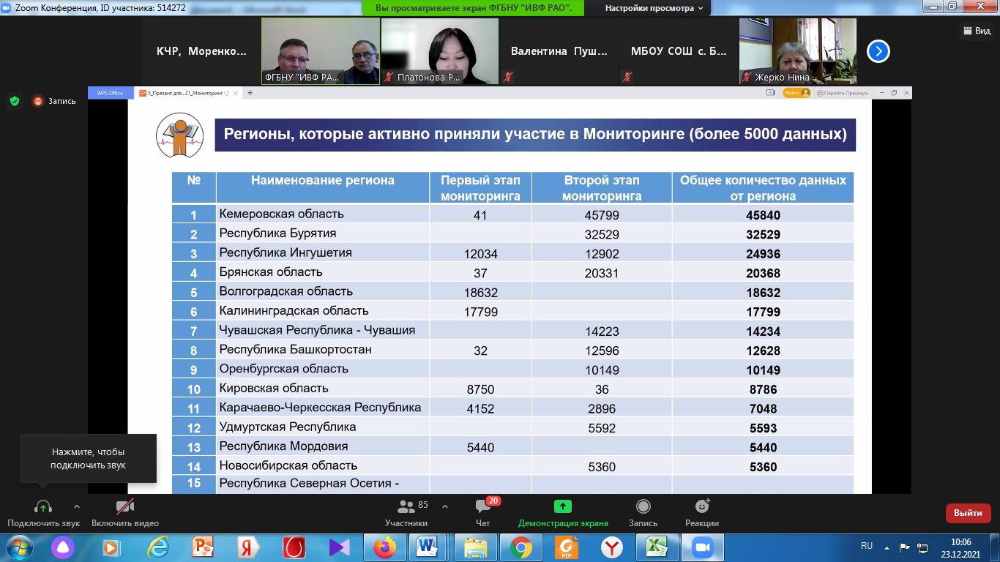 Zoom Конференция, ID участника: 514272
Вы просматриваете экран ФГБНУ "ИВФ РАО".
Настройки просмотра
КЧР, Моренко...
ФГБНУ "ИВФ РА...
Платонова Р...
Валентина Пуш...
МБОУ СОШ с. Б...
Жерко Нина
Вид
Запись
WPS Office
5_Презент для...21_Мониторинг
Войти
Перейти Премиум
Регионы, которые активно приняли участие в Мониторинге (более 5000 данных)
№ Наименование региона Первый этап мониторинга Второй этап мониторинга Общее количество данных от региона
1 Кемеровская область 41 45799 45840
2 Республика Бурятия 32529 32529
3 Республика Ингушетия 12034 12902 24936
4 Брянская область 37 20331 20368
5 Волгоградская область 18632 18632
6 Калининградская область 17799 17799
7 Чувашская Республика - Чувашия 14223 14234
8 Республика Башкортостан 32 12596 12628
9 Оренбургская область 10149 10149
10 Кировская область 8750 36 8786
11 Карачаево-Черкесская Республика 4152 2896 7048
12 Удмуртская Республика 5592 5593
13 Республика Мордовия 5440 5440
14 Новосибирская область 5360 5360
15 Республика Северная Осетия -
Нажмите, чтобы
подключить звук
Подключить звук
Включить видео
85
Участники
20
Чат
Демонстрация экрана
Запись
Реакции
Выйти
PDF
RU
10:06
23.12.2021